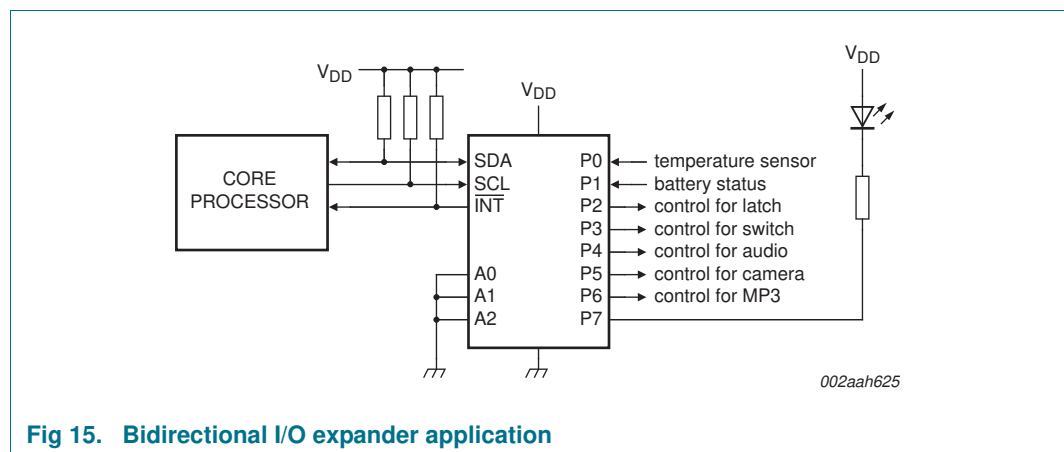 VDD
VDD
VDD
CORE
PROCESSOR
SDA
SCL
INT
A0
A1
A2
P0
P1
P2
P3
P4
P5
P6
P7
temperature sensor
battery status
control for latch
control for switch
control for audio
control for camera
control for MP3
002aah625
Fig 15. Bidirectional I/O expander application